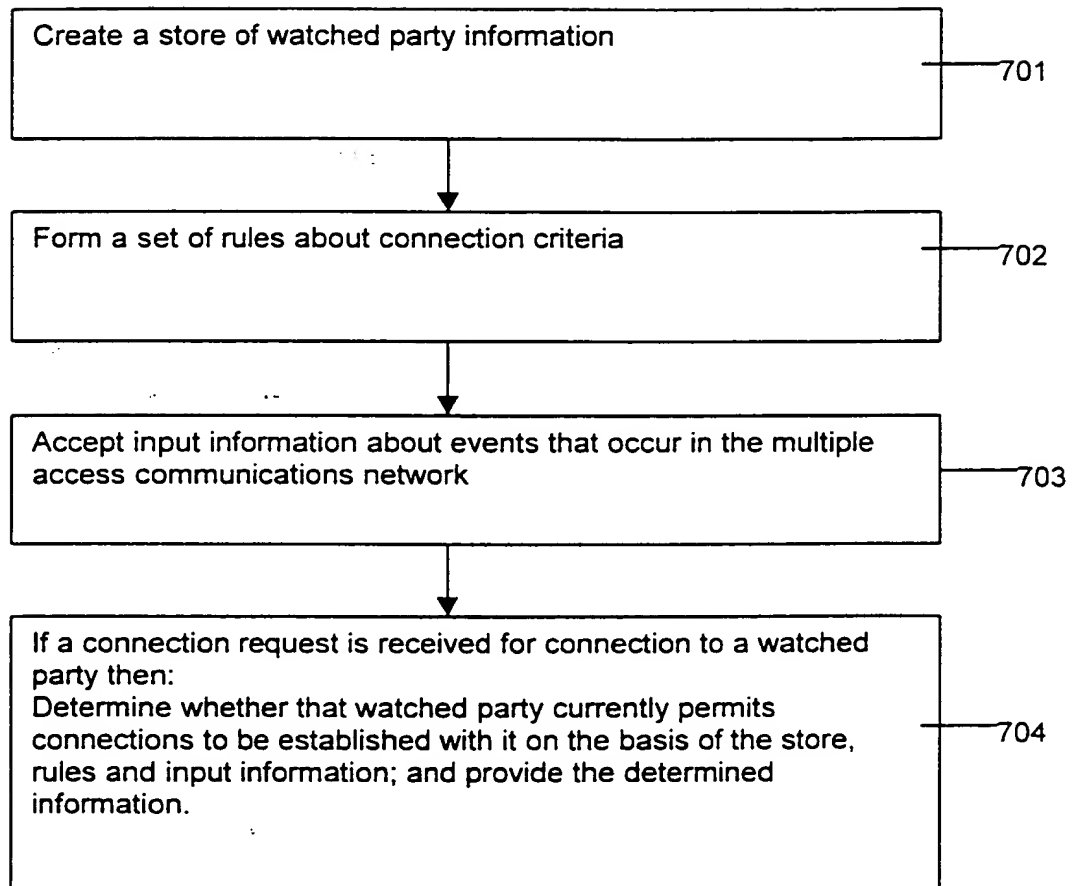 Create a store of watched party information
701
Form a set of rules about connection criteria
702
Accept input information about events that occur in the multiple
access communications network
703
If a connection request is received for connection to a watched
party then:
Determine whether that watched party currently permits
connections to be established with it on the basis of the store,
rules and input information; and provide the determined
information.
704